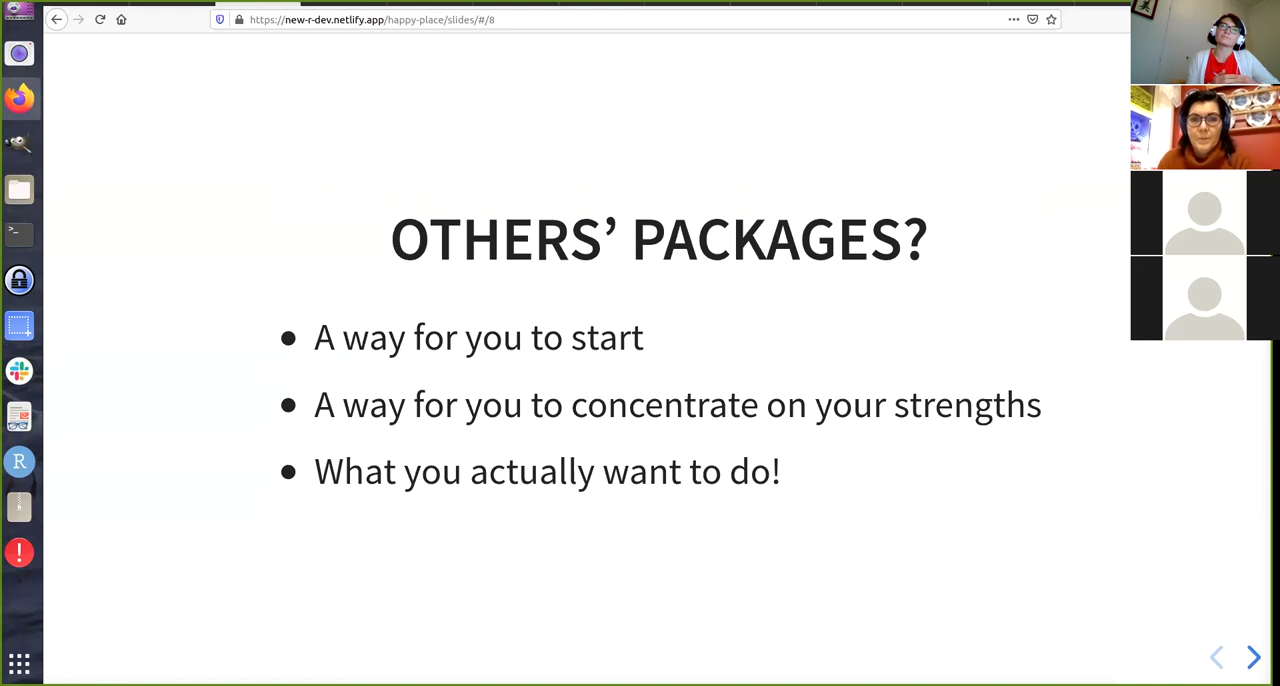 https://new-r-dev.netlify.app/happy-place/slides/#/8
OTHERS’ PACKAGES?
• A way for you to start
• A way for you to concentrate on your strengths
• What you actually want to do!
>_
R
!